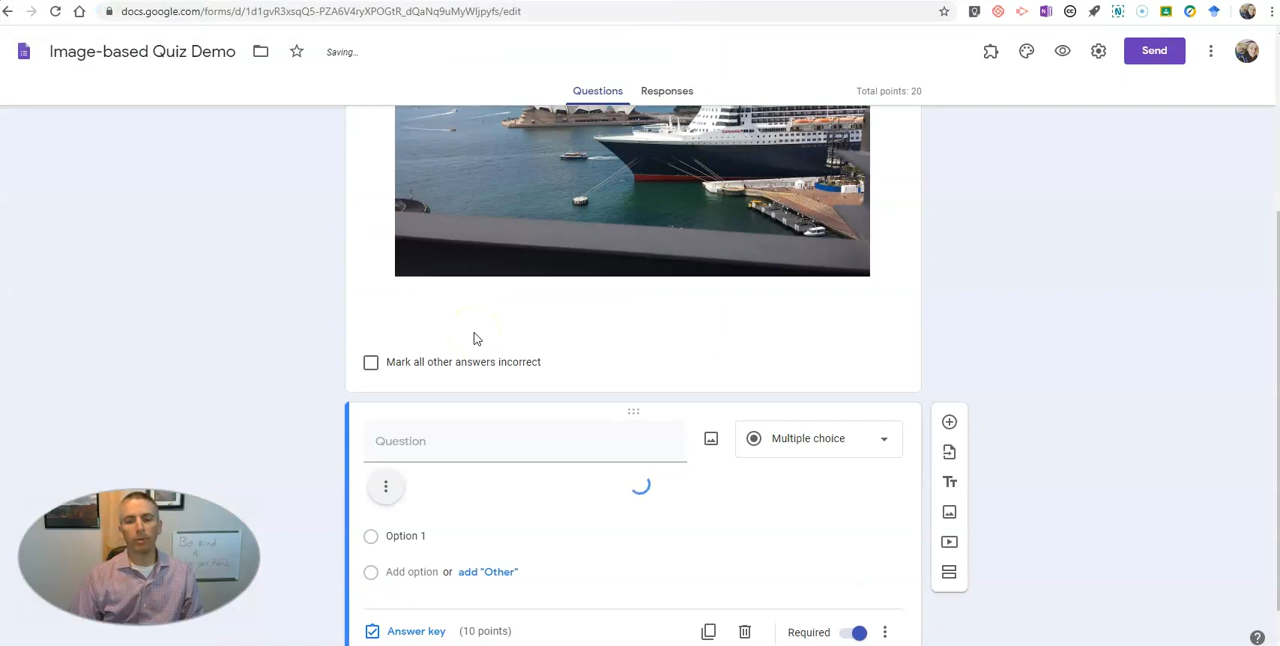 docs.google.com/forms/d/1d1gvR3xsqQ5-PZA6V4ryXPOGtR_dQaNq9uMyWljpyfs/edit
Image-based Quiz Demo
Saving...
Send
Questions
Responses
Total points: 20
Mark all other answers incorrect
Question
Multiple choice
Option 1
Add option or add "Other"
Answer key
(10 points)
Required
Be kind